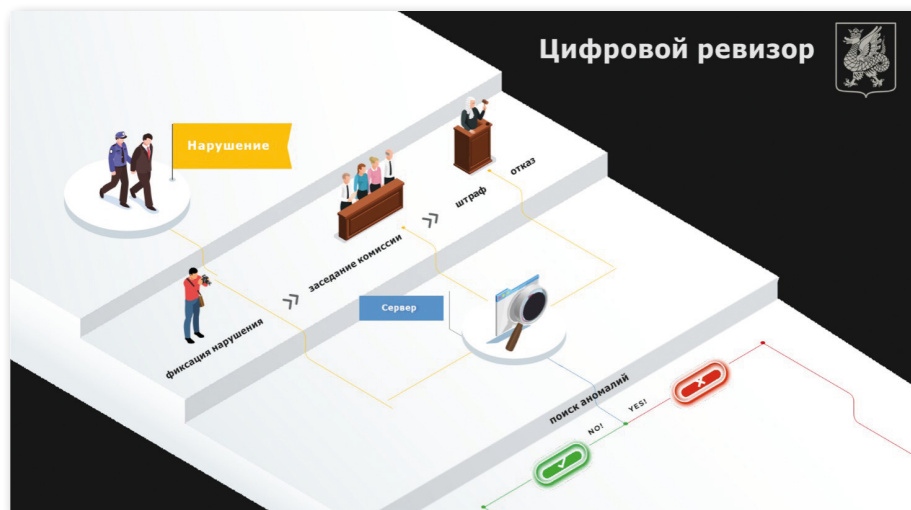 Цифровой ревизор
Нарушение
отказ
штраф
заседание комиссии
фиксация нарушения
Сервер
поиск аномалий
YES!
NO!